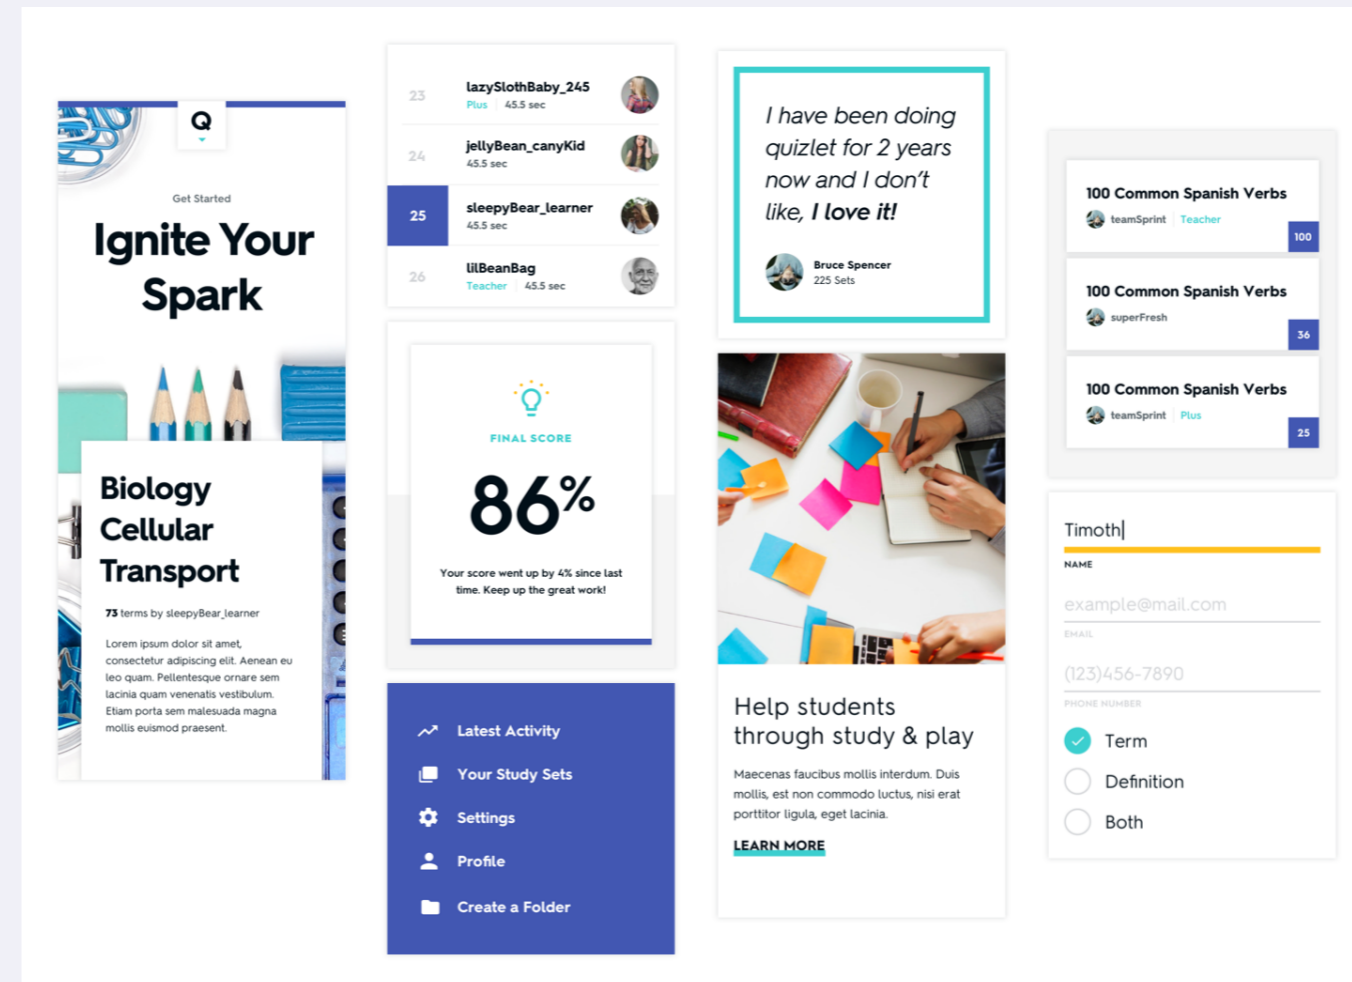 Q
Get Started
Ignite Your
Spark
Biology
Cellular
Transport
73 terms by sleepyBear_learner
Lorem ipsum dolor sit amet,
consectetur adipiscing elit. Aenean eu
leo quam. Pellentesque ornare sem
lacinia quam venenatis vestibulum.
Etiam porta sem malesuada magna
mollis euismod praesent.
23
lazySlothBaby_245
Plus 45.5 sec
24
jellyBean_canyKid
45.5 sec
25
sleepyBear_learner
45.5 sec
26
lilBeanBag
Teacher 45.5 sec
FINAL SCORE
86%
Your score went up by 4% since last
time. Keep up the great work!
Latest Activity
Your Study Sets
Settings
Profile
Create a Folder
I have been doing
quizlet for 2 years
now and I don't
like, I love it!
Bruce Spencer
225 Sets
Help students
through study & play
Maecenas faucibus mollis interdum. Duis
mollis, est non commodo luctus, nisi erat
porttitor ligula, eget lacinia.
LEARN MORE
100 Common Spanish Verbs
teamSprint Teacher
100
100 Common Spanish Verbs
superFresh
36
100 Common Spanish Verbs
teamSprint Plus
25
Timoth
NAME
example@mail.com
EMAIL
(123)456-7890
PHONE NUMBER
Term
Definition
Both